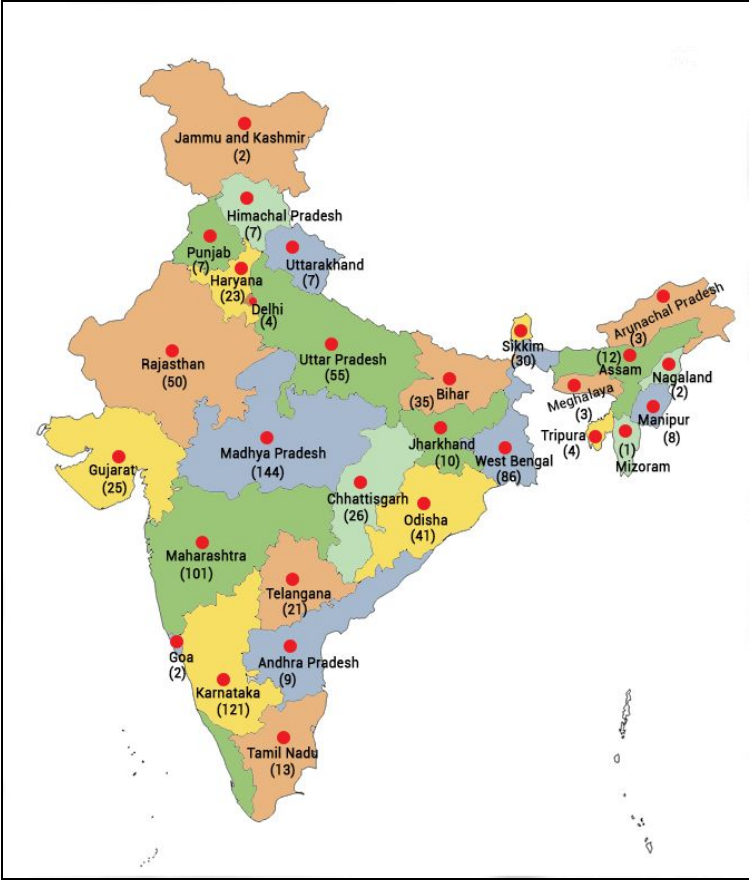 Jammu and Kashmir
(2)
Himachal Pradesh
(7)
Punjab
(7)
Uttarakhand
(7)
Haryana
(23)
Delhi
(4)
Rajasthan
(50)
Uttar Pradesh
(55)
Sikkim
(30)
Arunachal Pradesh
(3)
(12)
Assam
Nagaland
(2)
Meghalaya
(3)
Manipur
(8)
Tripura
(4)
(1)
Mizoram
(35) Bihar
Jharkhand
(10)
West Bengal
(86)
Gujarat
(25)
Madhya Pradesh
(144)
Chhattisgarh
(26)
Odisha
(41)
Maharashtra
(101)
Telangana
(21)
Goa
(2)
Andhra Pradesh
(9)
Karnataka
(121)
Tamil Nadu
(13)